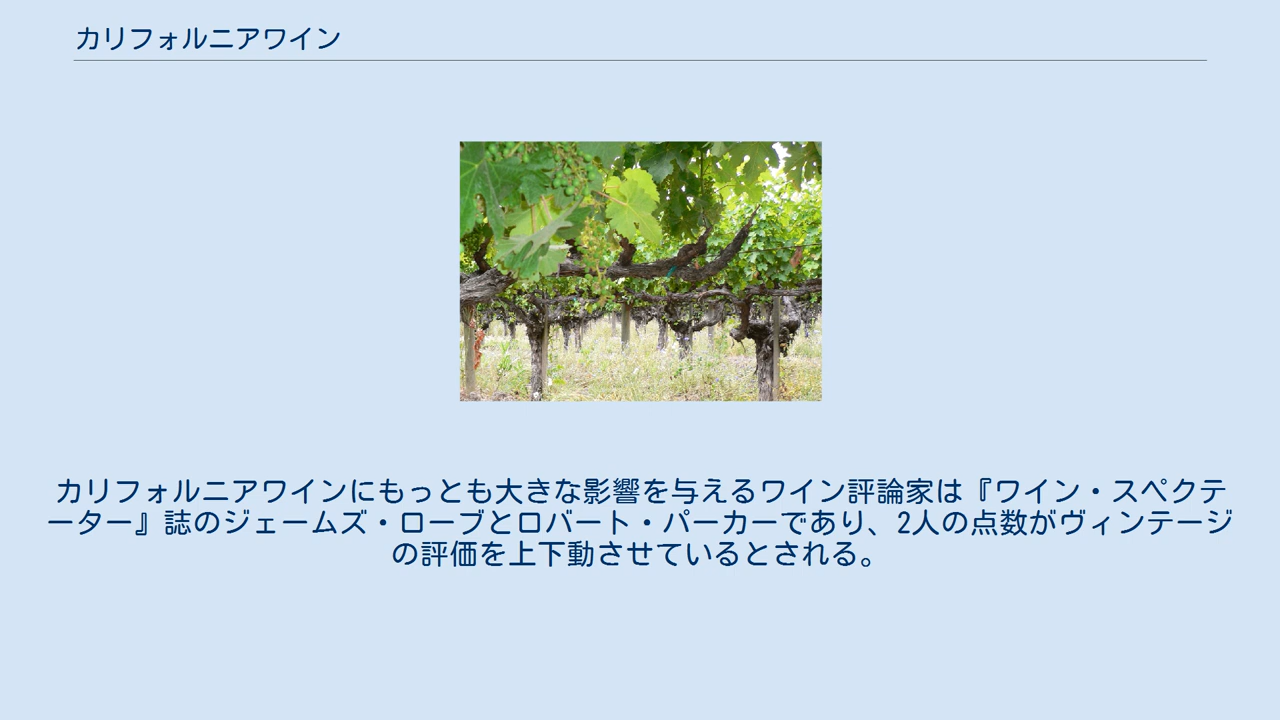 カリフォルニアワイン
カリフォルニアワインにもっとも大きな影響を与えるワイン評論家は『ワイン・スペクテ
ーター』誌のジェームズ・ローブとロバート・パーカーであり、2人の点数がヴィンテージ
の評価を上下動させているとされる。